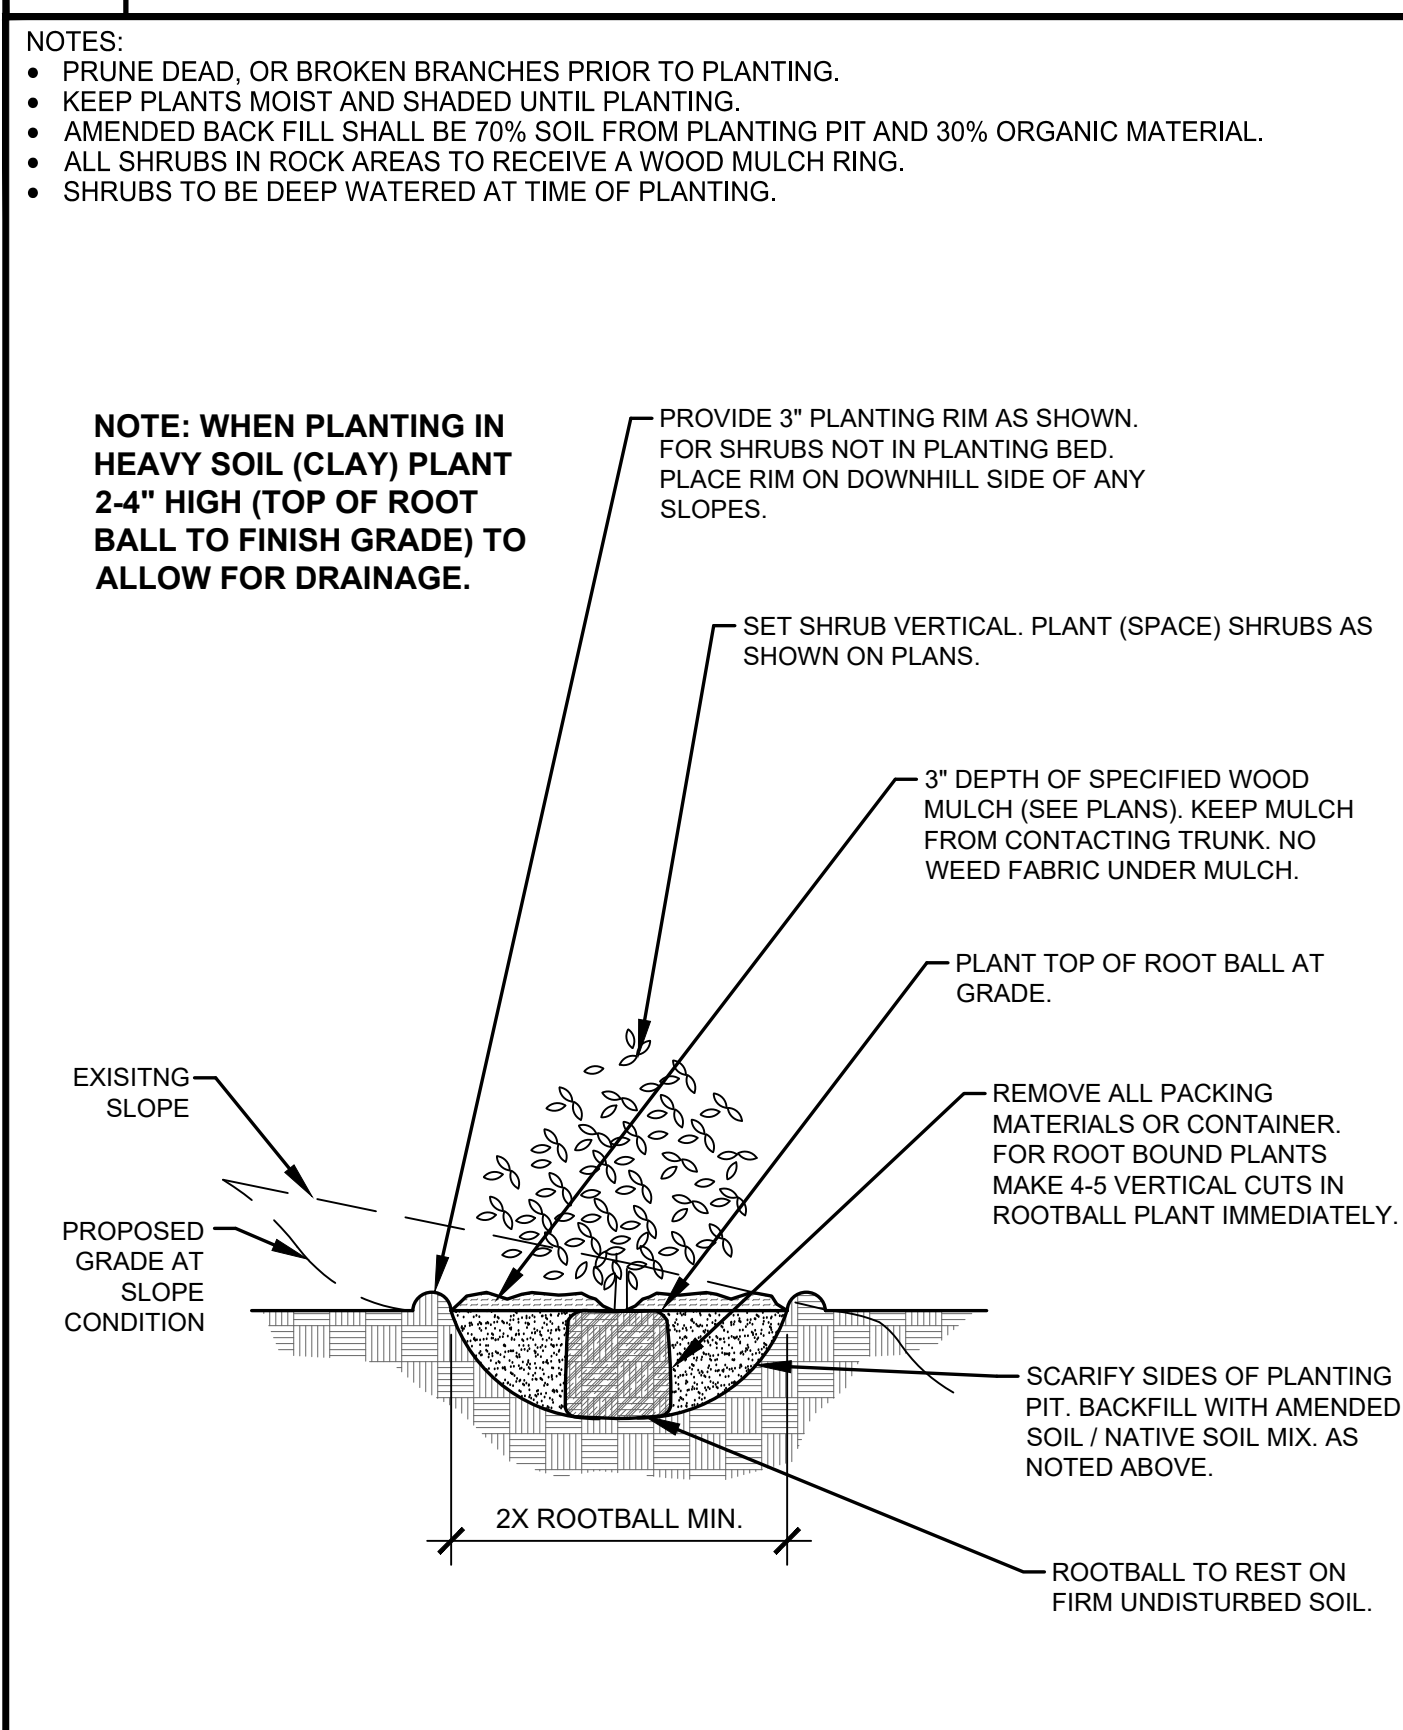 NOTES:
• PRUNE DEAD, OR BROKEN BRANCHES PRIOR TO PLANTING.
• KEEP PLANTS MOIST AND SHADED UNTIL PLANTING.
• AMENDED BACK FILL SHALL BE 70% SOIL FROM PLANTING PIT AND 30% ORGANIC MATERIAL.
• ALL SHRUBS IN ROCK AREAS TO RECEIVE A WOOD MULCH RING.
• SHRUBS TO BE DEEP WATERED AT TIME OF PLANTING.
NOTE: WHEN PLANTING IN
HEAVY SOIL (CLAY) PLANT
2-4" HIGH (TOP OF ROOT
BALL TO FINISH GRADE) TO
ALLOW FOR DRAINAGE.
PROVIDE 3" PLANTING RIM AS SHOWN.
FOR SHRUBS NOT IN PLANTING BED.
PLACE RIM ON DOWNHILL SIDE OF ANY
SLOPES.
SET SHRUB VERTICAL. PLANT (SPACE) SHRUBS AS
SHOWN ON PLANS.
3" DEPTH OF SPECIFIED WOOD
MULCH (SEE PLANS). KEEP MULCH
FROM CONTACTING TRUNK. NO
WEED FABRIC UNDER MULCH.
PLANT TOP OF ROOT BALL AT
GRADE.
EXISITNG
SLOPE
REMOVE ALL PACKING
MATERIALS OR CONTAINER.
FOR ROOT BOUND PLANTS
MAKE 4-5 VERTICAL CUTS IN
ROOTBALL PLANT IMMEDIATELY.
PROPOSED
GRADE AT
SLOPE
CONDITION
SCARIFY SIDES OF PLANTING
PIT. BACKFILL WITH AMENDED
SOIL / NATIVE SOIL MIX. AS
NOTED ABOVE.
2X ROOTBALL MIN.
ROOTBALL TO REST ON
FIRM UNDISTURBED SOIL.